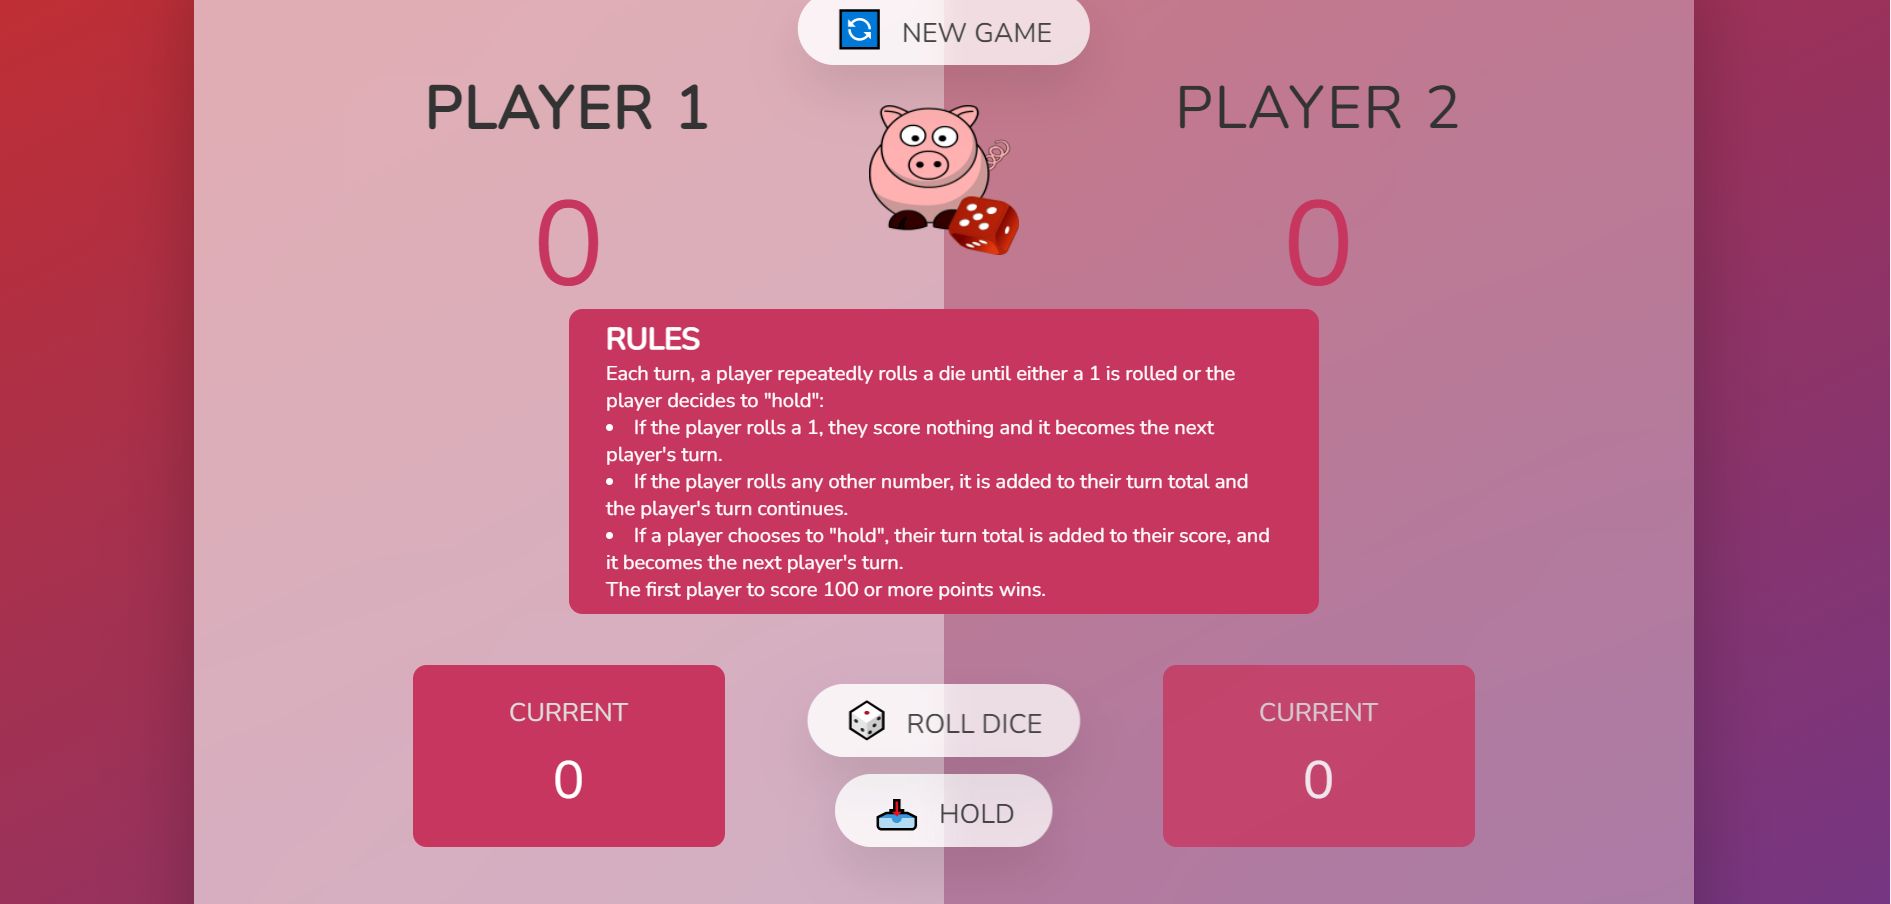 NEW GAME
PLAYER 1
PLAYER 2
0
0
RULES
Each turn, a player repeatedly rolls a die until either a 1 is rolled or the
player decides to "hold":
• If the player rolls a 1, they score nothing and it becomes the next
player's turn.
• If the player rolls any other number, it is added to their turn total and
the player's turn continues.
• If a player chooses to "hold", their turn total is added to their score, and
it becomes the next player's turn.
The first player to score 100 or more points wins.
CURRENT
0
ROLL DICE
HOLD
CURRENT
0